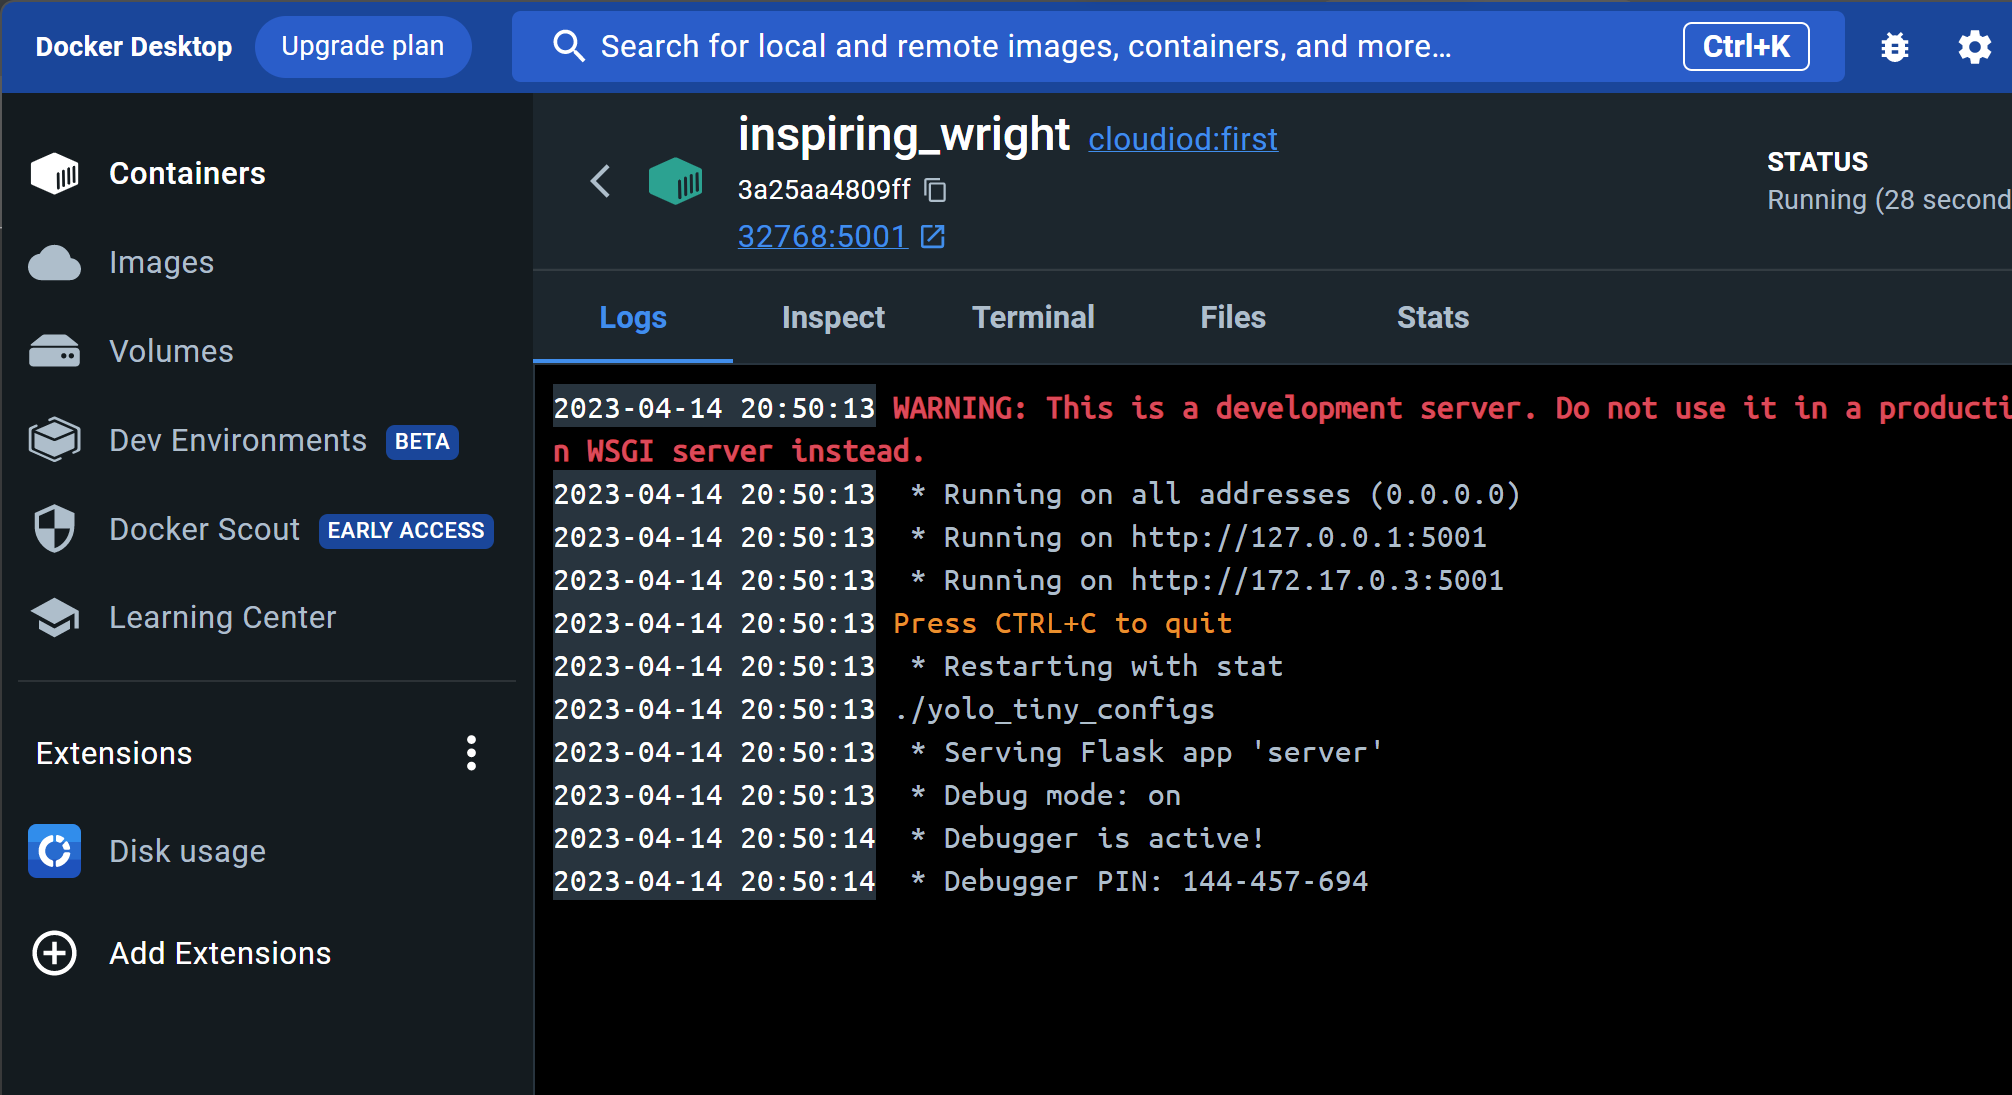 Docker Desktop
Upgrade plan
Search for local and remote images, containers, and more...
Ctrl+K
Containers
Images
Volumes
Dev Environments BETA
Docker Scout EARLY ACCESS
Learning Center
Extensions
Disk usage
Add Extensions
inspiring_wright cloudiod:first
3a25aa4809ff
32768:5001
STATUS
Running (28 second
Logs Inspect Terminal Files Stats
2023-04-14 20:50:13 WARNING: This is a development server. Do not use it in a producti
n WSGI server instead.
2023-04-14 20:50:13  * Running on all addresses (0.0.0.0)
2023-04-14 20:50:13  * Running on http://127.0.0.1:5001
2023-04-14 20:50:13  * Running on http://172.17.0.3:5001
2023-04-14 20:50:13 Press CTRL+C to quit
2023-04-14 20:50:13  * Restarting with stat
2023-04-14 20:50:13 ./yolo_tiny_configs
2023-04-14 20:50:13  * Serving Flask app 'server'
2023-04-14 20:50:13  * Debug mode: on
2023-04-14 20:50:14  * Debugger is active!
2023-04-14 20:50:14  * Debugger PIN: 144-457-694